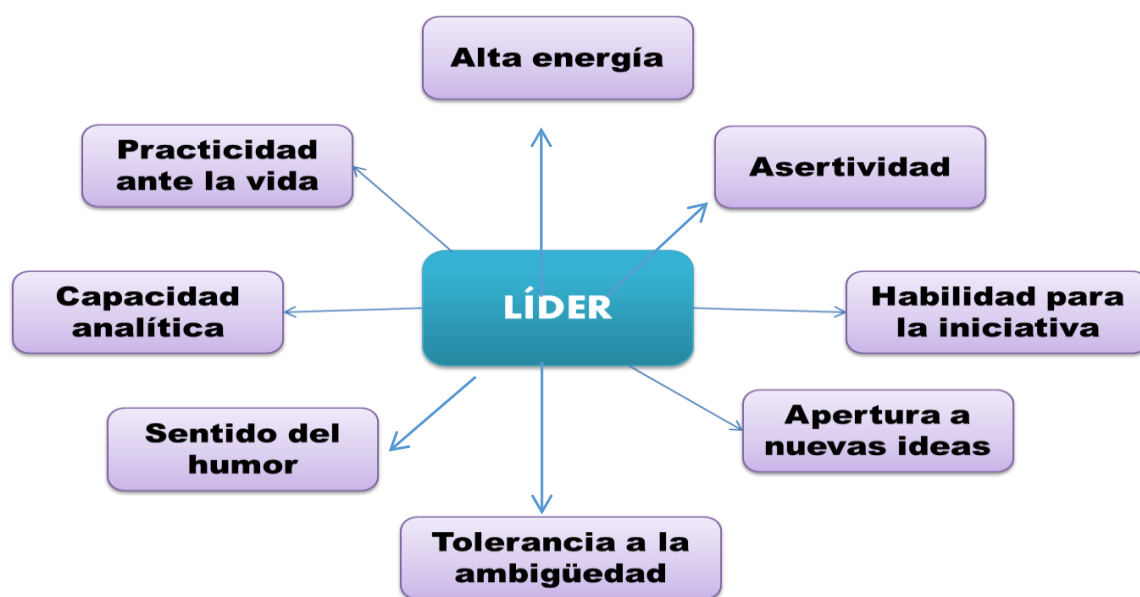 Alta energía
Practicidad
ante la vida
Asertividad
Capacidad
analítica
LÍDER
Habilidad para
la iniciativa
Sentido del
humor
Apertura a
nuevas ideas
Tolerancia a la
ambigüedad